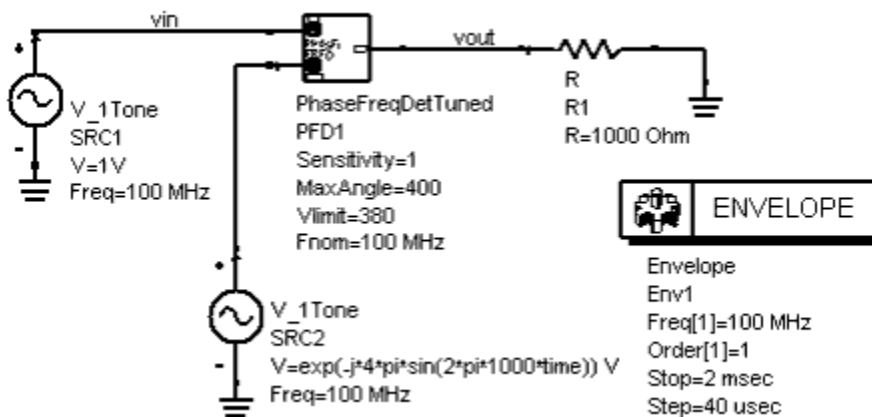 vin
vout
V_1Tone
SRC1
V=1V
Freq=100 MHz
PhaseFreqDetTuned
PFD1
Sensitivity=1
MaxAngle=400
Vlimit=380
Fnom=100 MHz
R
R1
R=1000 Ohm
ENVELOPE
Envelope
Env1
Freq[1]=100 MHz
Order[1]=1
Stop=2 msec
Step=40 usec
V_1Tone
SRC2
V=exp(-j*4*pi*sin(2*pi*1000*time)) V
Freq=100 MHz